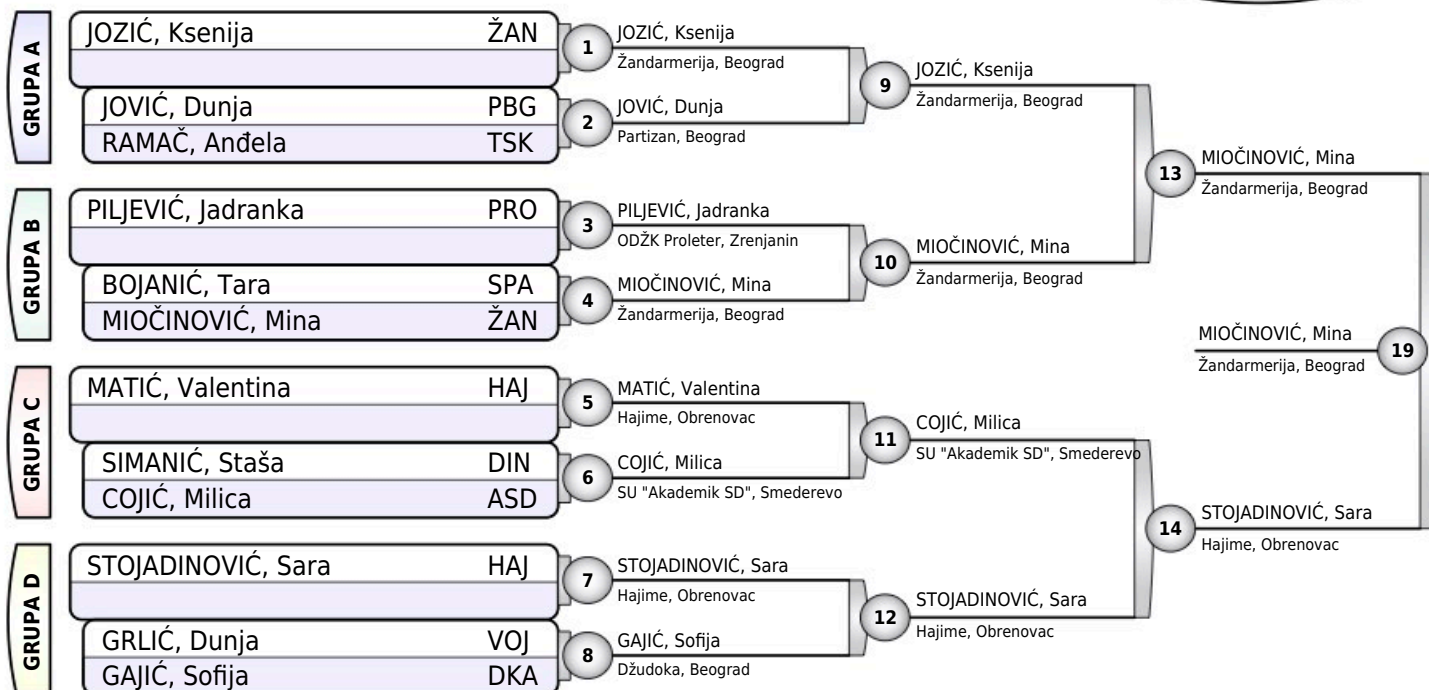 GRUPA A
JOZIĆ, Ksenija ŽAN
JOVIĆ, Dunja PBG
RAMAČ, Anđela TSK
GRUPA B
PILJEVIĆ, Jadranka PRO
BOJANIĆ, Tara SPA
MIOČINOVIĆ, Mina ŽAN
GRUPA C
MATIĆ, Valentina HAJ
SIMANIĆ, Staša DIN
COJIĆ, Milica ASD
GRUPA D
STOJADINOVIĆ, Sara HAJ
GRLIĆ, Dunja VOJ
GAJIĆ, Sofija DKA
1
JOZIĆ, Ksenija
Žandarmerija, Beograd
2
JOVIĆ, Dunja
Partizan, Beograd
3
PILJEVIĆ, Jadranka
ODŽK Proleter, Zrenjanin
4
MIOČINOVIĆ, Mina
Žandarmerija, Beograd
5
MATIĆ, Valentina
Hajime, Obrenovac
6
COJIĆ, Milica
SU "Akademik SD", Smederevo
7
STOJADINOVIĆ, Sara
Hajime, Obrenovac
8
GAJIĆ, Sofija
Džudoka, Beograd
9
JOZIĆ, Ksenija
Žandarmerija, Beograd
10
MIOČINOVIĆ, Mina
Žandarmerija, Beograd
11
COJIĆ, Milica
SU "Akademik SD", Smederevo
12
STOJADINOVIĆ, Sara
Hajime, Obrenovac
13
MIOČINOVIĆ, Mina
Žandarmerija, Beograd
14
STOJADINOVIĆ, Sara
Hajime, Obrenovac
MIOČINOVIĆ, Mina
Žandarmerija, Beograd
19